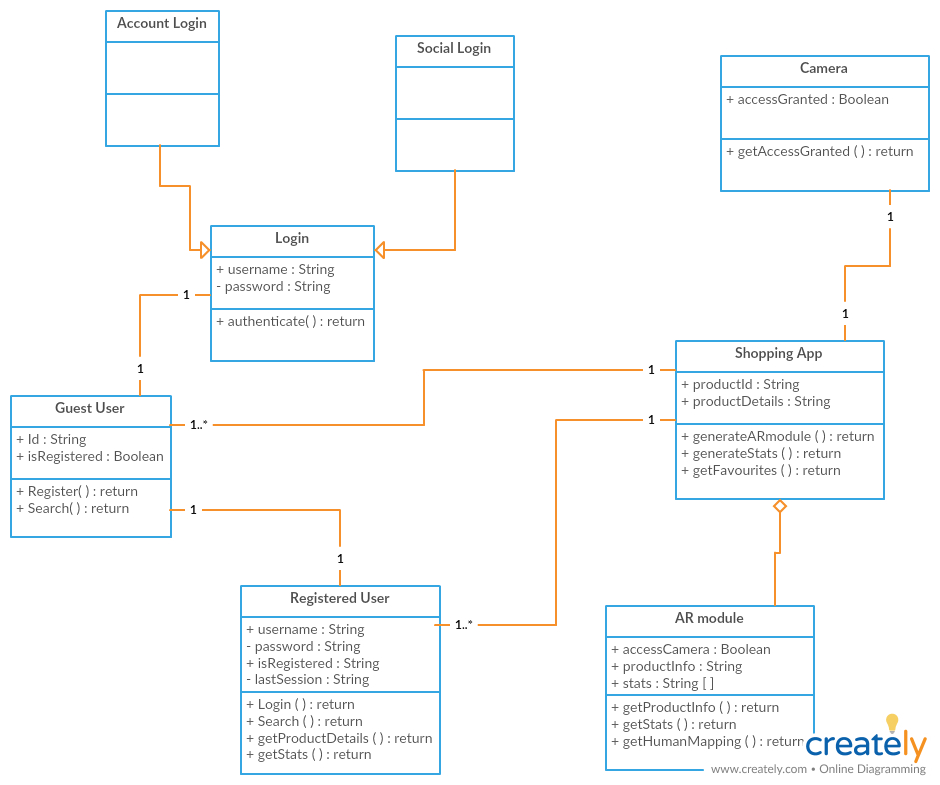 Account Login
Social Login
Camera
+ accessGranted : Boolean
+ getAccessGranted ( ) : return
1
Login
+ username : String
- password : String
+ authenticate( ) : return
1
1
1
Shopping App
+ productId : String
+ productDetails : String
+ generateARmodule ( ) : return
+ generateStats ( ) : return
+ getFavourites ( ) : return
1
1
Guest User
+ Id : String
+ isRegistered : Boolean
+ Register( ) : return
+ Search( ) : return
1..*
1
1
Registered User
+ username : String
- password : String
+ isRegistered : String
- lastSession : String
+ Login ( ) : return
+ Search ( ) : return
+ getProductDetails ( ) : return
+ getStats ( ) : return
1..*
AR module
+ accessCamera : Boolean
+ productInfo : String
+ stats : String [ ]
+ getProductInfo ( ) : return
+ getStats ( ) : return
+ getHumanMapping ( ) : return
creately
www.creately.com • Online Diagramming